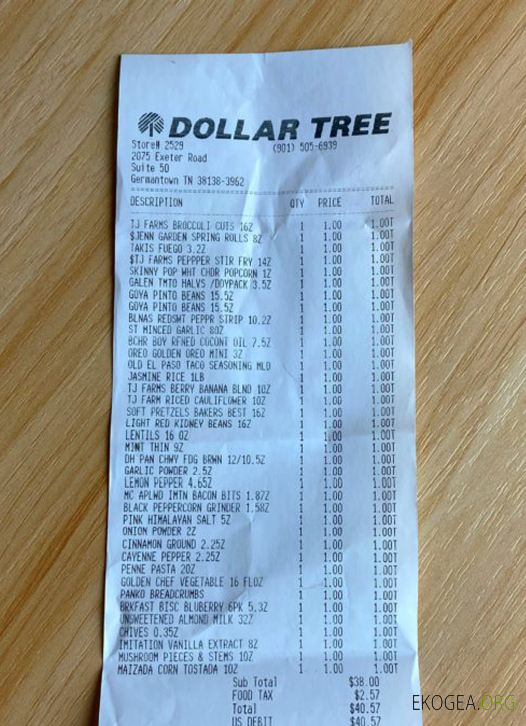 DOLLAR TREE
Store# 2529 (901) 505-6939
2075 Exeter Road
Suite 50
Germantown TN 38138-3962
DESCRIPTION QTY PRICE TOTAL
TJ FARMS BROCCOLI CUTS 16Z 1 1.00 1.00T
$JENN GARDEN SPRING ROLLS 8Z 1 1.00 1.00T
TAKIS FUEGO 3.2Z 1 1.00 1.00T
$TJ FARMS PEPPPER STIR FRY 14Z 1 1.00 1.00T
SKINNY POP WHT CHDR POPCORN 1Z 1 1.00 1.00T
GALEN TMTO HALVS /DOYPACK 3.5Z 1 1.00 1.00T
GOYA PINTO BEANS 15.5Z 1 1.00 1.00T
GOYA PINTO BEANS 15.5Z 1 1.00 1.00T
BLNAS REDSWT PEPPR STRIP 10.2Z 1 1.00 1.00T
ST MINCED GARLIC 8OZ 1 1.00 1.00T
BCHR BOY RFNED COCONT OIL 7.5Z 1 1.00 1.00T
OREO GOLDEN OREO MINI 3Z 1 1.00 1.00T
OLD EL PASO TACO SEASONING MLD 1 1.00 1.00T
JASMINE RICE 1LB 1 1.00 1.00T
TJ FARMS BERRY BANANA BLND 10Z 1 1.00 1.00T
TJ FARM RICED CAULIFLOWER 10Z 1 1.00 1.00T
SOFT PRETZELS BAKERS BEST 16Z 1 1.00 1.00T
LIGHT RED KIDNEY BEANS 16Z 1 1.00 1.00T
LENTILS 16 OZ 1 1.00 1.00T
MINT THIN 9Z 1 1.00 1.00T
DH PAN CHWY FDG BRWN 12/10.5Z 1 1.00 1.00T
GARLIC POWDER 2.5Z 1 1.00 1.00T
LEMON PEPPER 4.65Z 1 1.00 1.00T
MC APLWD IMTN BACON BITS 1.87Z 1 1.00 1.00T
BLACK PEPPERCORN GRINDER 1.58Z 1 1.00 1.00T
PINK HIMALAYAN SALT 5Z 1 1.00 1.00T
ONION POWDER 2Z 1 1.00 1.00T
CINNAMON GROUND 2.25Z 1 1.00 1.00T
CAYENNE PEPPER 2.25Z 1 1.00 1.00T
PENNE PASTA 20Z 1 1.00 1.00T
GOLDEN CHEF VEGETABLE 16 FLOZ 1 1.00 1.00T
PANKO BREADCRUMBS 1 1.00 1.00T
BRKFAST BISC BLUBERRY 6PK 5.3Z 1 1.00 1.00T
UNSWEETENED ALMOND MILK 32Z 1 1.00 1.00T
CHIVES 0.35Z 1 1.00 1.00T
IMITATION VANILLA EXTRACT 8Z 1 1.00 1.00T
MUSHROOM PIECES & STEMS 10Z 1 1.00 1.00T
MAIZADA CORN TOSTADA 10Z 1 1.00 1.00T
Sub Total $38.00
FOOD TAX $2.57
Total $40.57
US DEBIT $40.57
EKOGEA.ORG